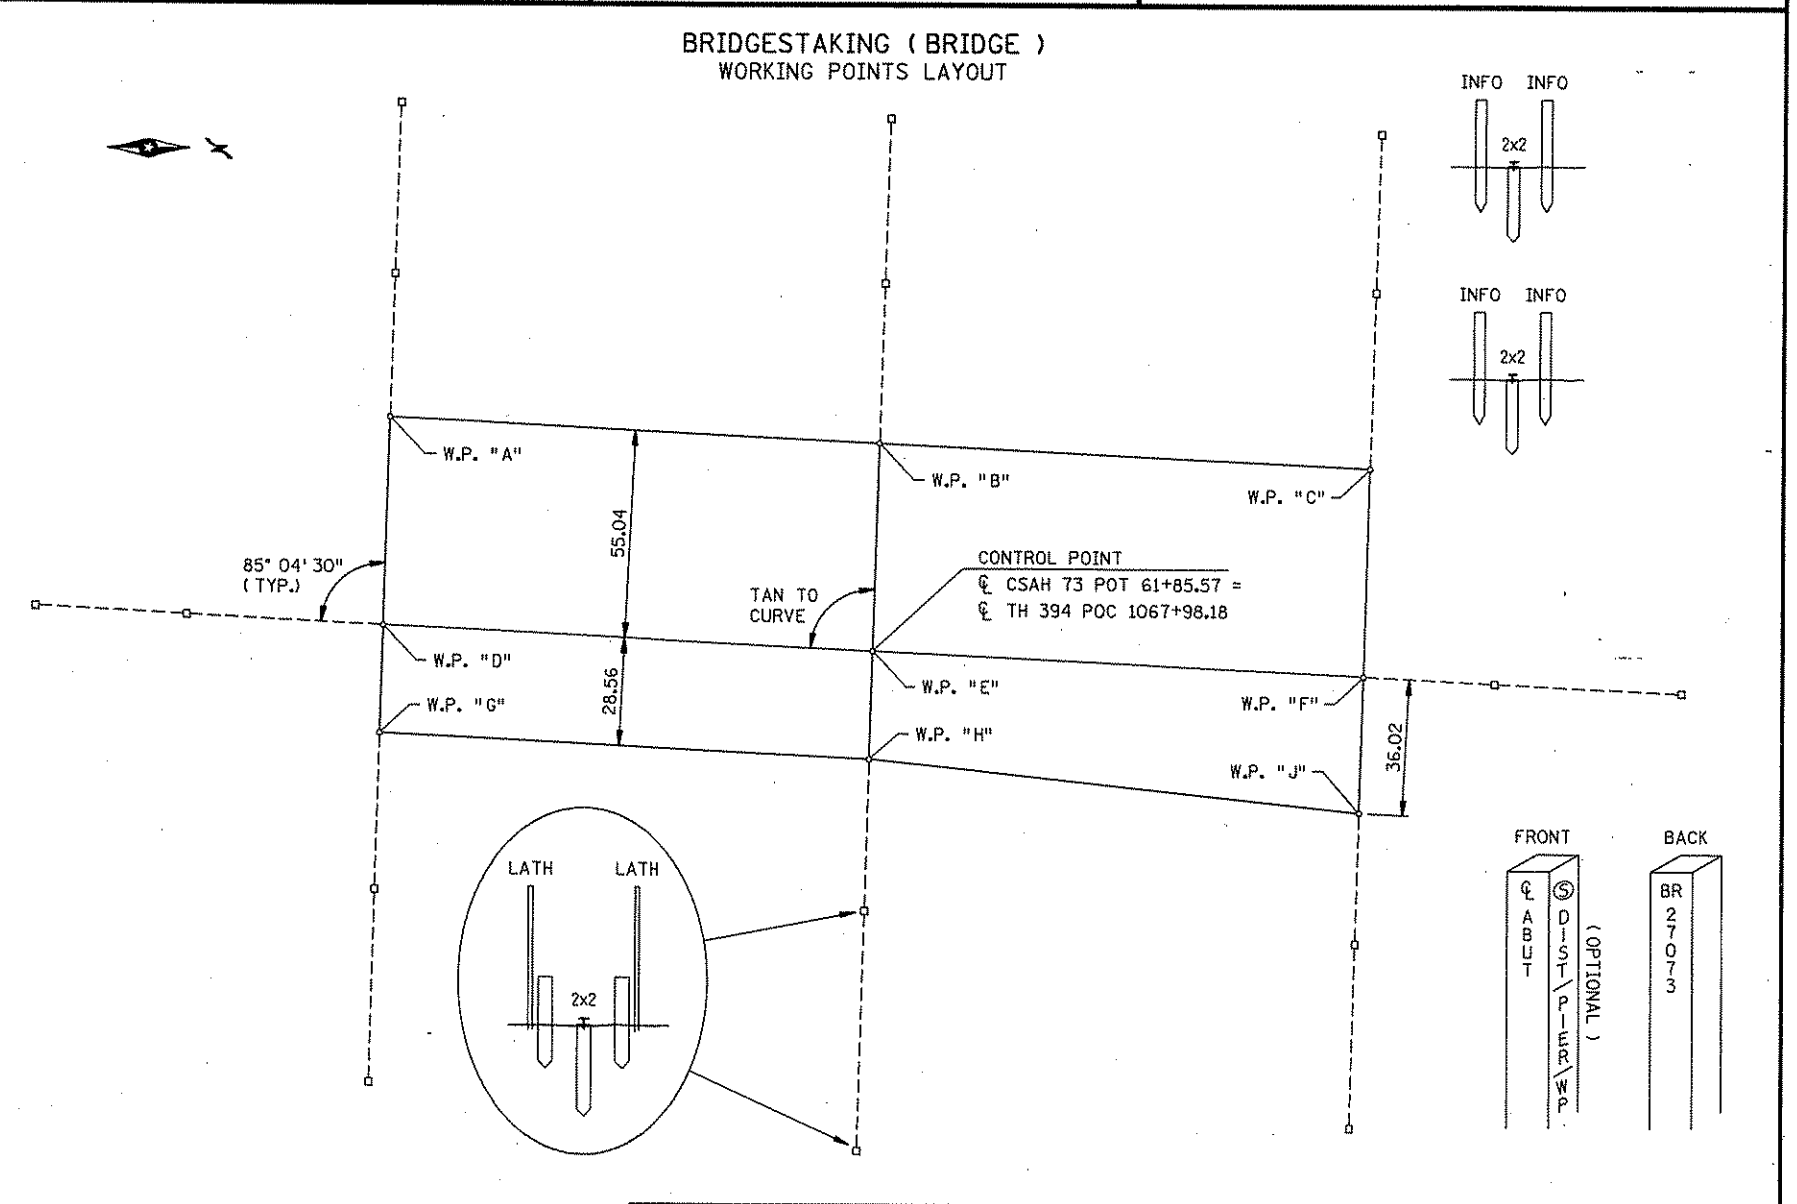 BRIDGESTAKING ( BRIDGE )
WORKING POINTS LAYOUT
INFO INFO
2x2
INFO INFO
2x2
W.P. "A"
W.P. "B"
W.P. "C"
55.04
85° 04' 30"
( TYP.)
TAN TO
CURVE
CONTROL POINT
℄ CSAH 73 POT 61+85.57 =
℄ TH 394 POC 1067+98.18
W.P. "D"
W.P. "E"
W.P. "F"
28.56
W.P. "G"
W.P. "H"
W.P. "J"
36.02
LATH LATH
2x2
FRONT
BACK
℄ ABUT
Ⓢ DIST/PIER/WP
( OPTIONAL )
BR
27073